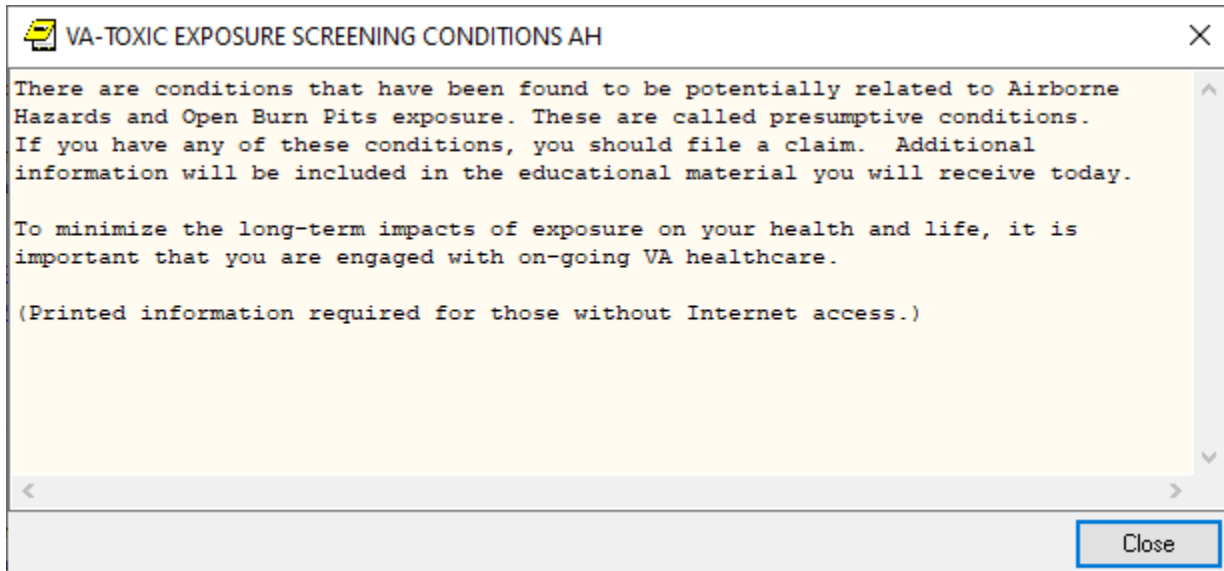 VA-TOXIC EXPOSURE SCREENING CONDITIONS AH
There are conditions that have been found to be potentially related to Airborne
Hazards and Open Burn Pits exposure. These are called presumptive conditions.
If you have any of these conditions, you should file a claim.  Additional
information will be included in the educational material you will receive today.
To minimize the long-term impacts of exposure on your health and life, it is
important that you are engaged with on-going VA healthcare.
(Printed information required for those without Internet access.)
Close